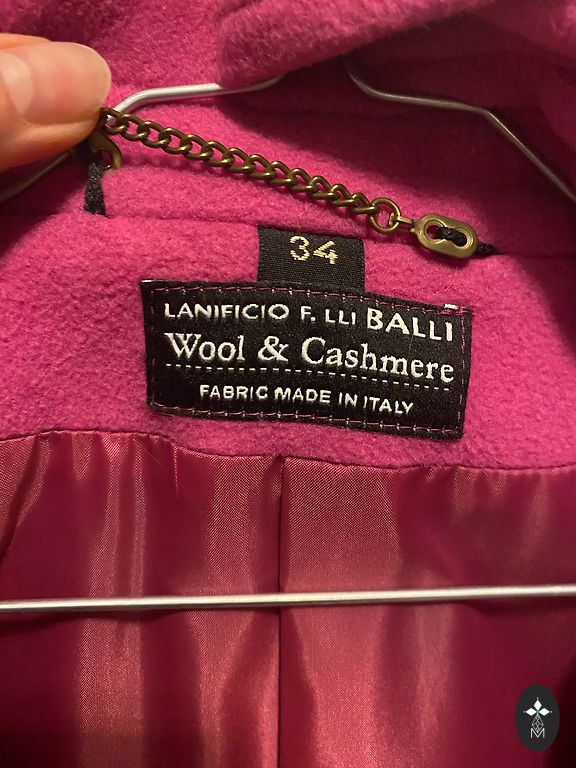 34
LANIFICIO F. LLI BALLI
Wool & Cashmere
FABRIC MADE IN ITALY